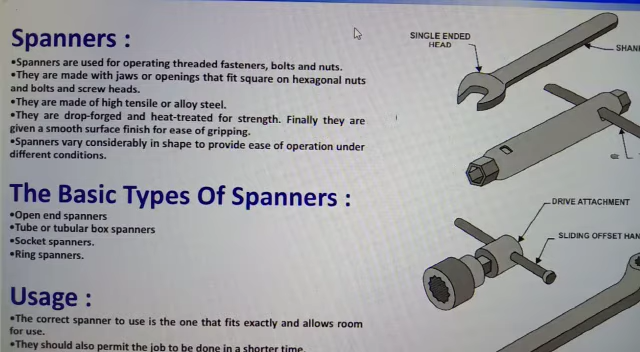 Spanners :
•Spanners are used for operating threaded fasteners, bolts and nuts.
•They are made with jaws or openings that fit square on hexagonal nuts
and bolts and screw heads.
•They are made of high tensile or alloy steel.
•They are drop-forged and heat-treated for strength. Finally they are
given a smooth surface finish for ease of gripping.
•Spanners vary considerably in shape to provide ease of operation under
different conditions.
The Basic Types Of Spanners :
•Open end spanners
•Tube or tubular box spanners
•Socket spanners.
•Ring spanners.
Usage :
•The correct spanner to use is the one that fits exactly and allows room
for use.
•They should also permit the job to be done in a shorter time.
SINGLE ENDED
HEAD
SHAN
DRIVE ATTACHMENT
SLIDING OFFSET HAN